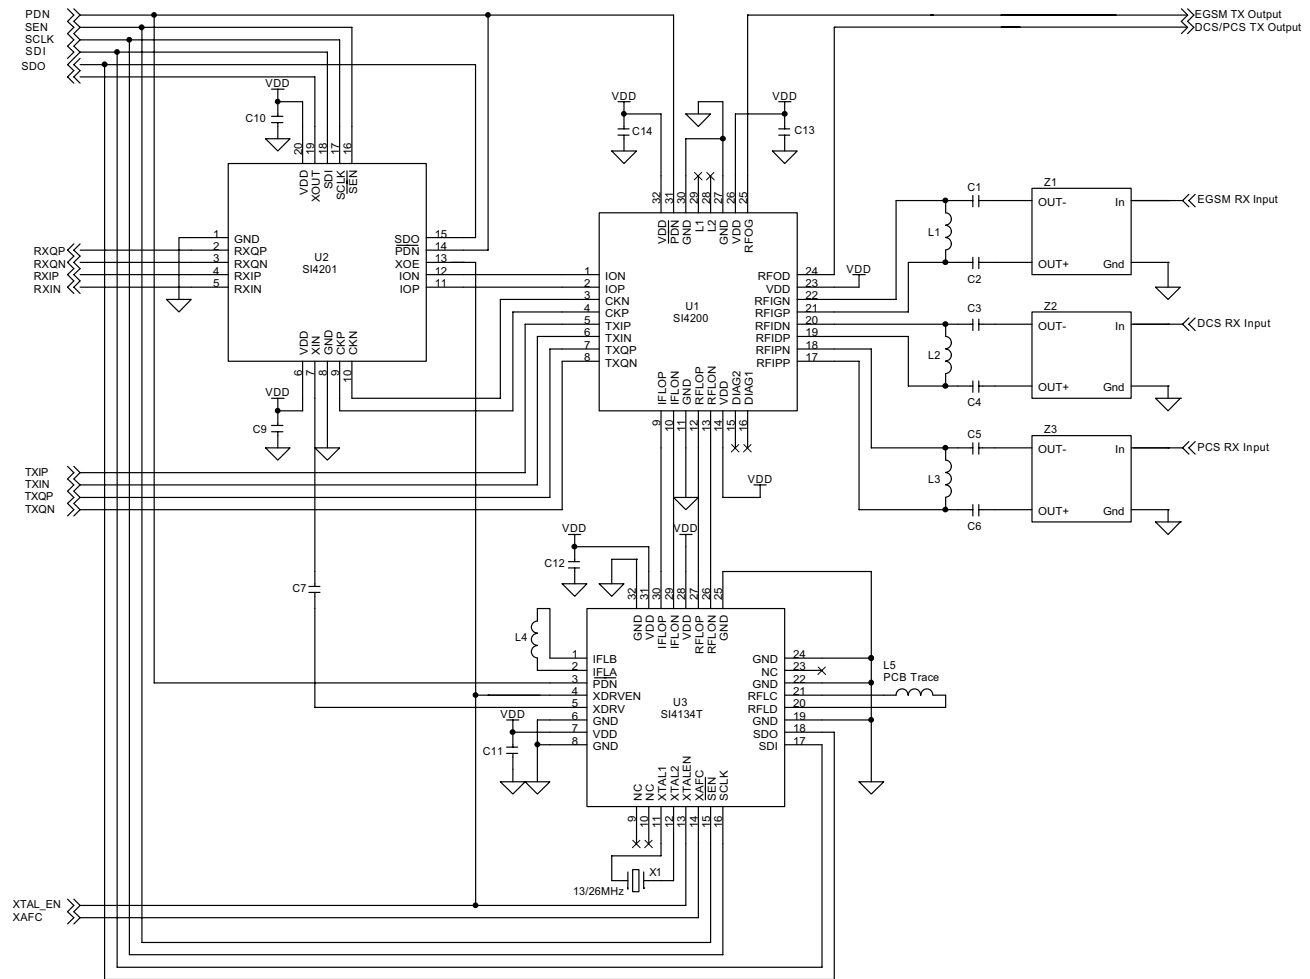 PDN
SEN
SCLK
SDI
SDO
EGSM TX Output
DCS/PCS TX Output
VDD
C10
20
19
18
17
16
VDD
XOUT
SDI
SCLK
SEN
U2
SI4201
1
2
3
4
5
GND
RXQP
RXQN
RXIP
RXIN
RXQP
RXQN
RXIP
RXIN
SDO
PDN
XOE
ION
IOP
15
14
13
12
11
VDD
XIN
GND
CKP
CKN
6
7
8
9
10
VDD
C9
VDD
C14
VDD
C13
32
31
30
29
28
27
26
25
VDD
PDN
GND
L1
L2
GND
VDD
RFOG
U1
SI4200
1
2
3
4
5
6
7
8
ION
IOP
CKN
CKP
TXIP
TXIN
TXQP
TXQN
RFOD
VDD
RFIGN
RFIGP
RFIDN
RFIDP
RFIPN
RFIPP
24
23
22
21
20
19
18
17
VDD
IFLOP
IFLON
GND
RFLOP
RFLON
VDD
DIAG2
DIAG1
9
10
11
12
13
14
15
16
VDD
C1
L1
C2
Z1
OUT-
In
OUT+
Gnd
EGSM RX Input
C3
L2
C4
Z2
OUT-
In
OUT+
Gnd
DCS RX Input
C5
L3
C6
Z3
OUT-
In
OUT+
Gnd
PCS RX Input
TXIP
TXIN
TXQP
TXQN
C7
VDD
C12
VDD
32
31
30
29
28
27
26
25
GND
VDD
IFLOP
IFLON
VDD
RFLOP
RFLON
GND
L4
U3
SI4134T
1
2
3
4
5
6
7
8
IFLB
IFLA
PDN
XDRVEN
XDRV
GND
VDD
GND
VDD
C11
GND
NC
GND
RFLC
RFLD
GND
SDO
SDI
24
23
22
21
20
19
18
17
L5
PCB Trace
NC
NC
XTAL1
XTAL2
XTALEN
XAFC
SEN
SCLK
9
10
11
12
13
14
15
16
X1
13/26MHz
XTAL_EN
XAFC